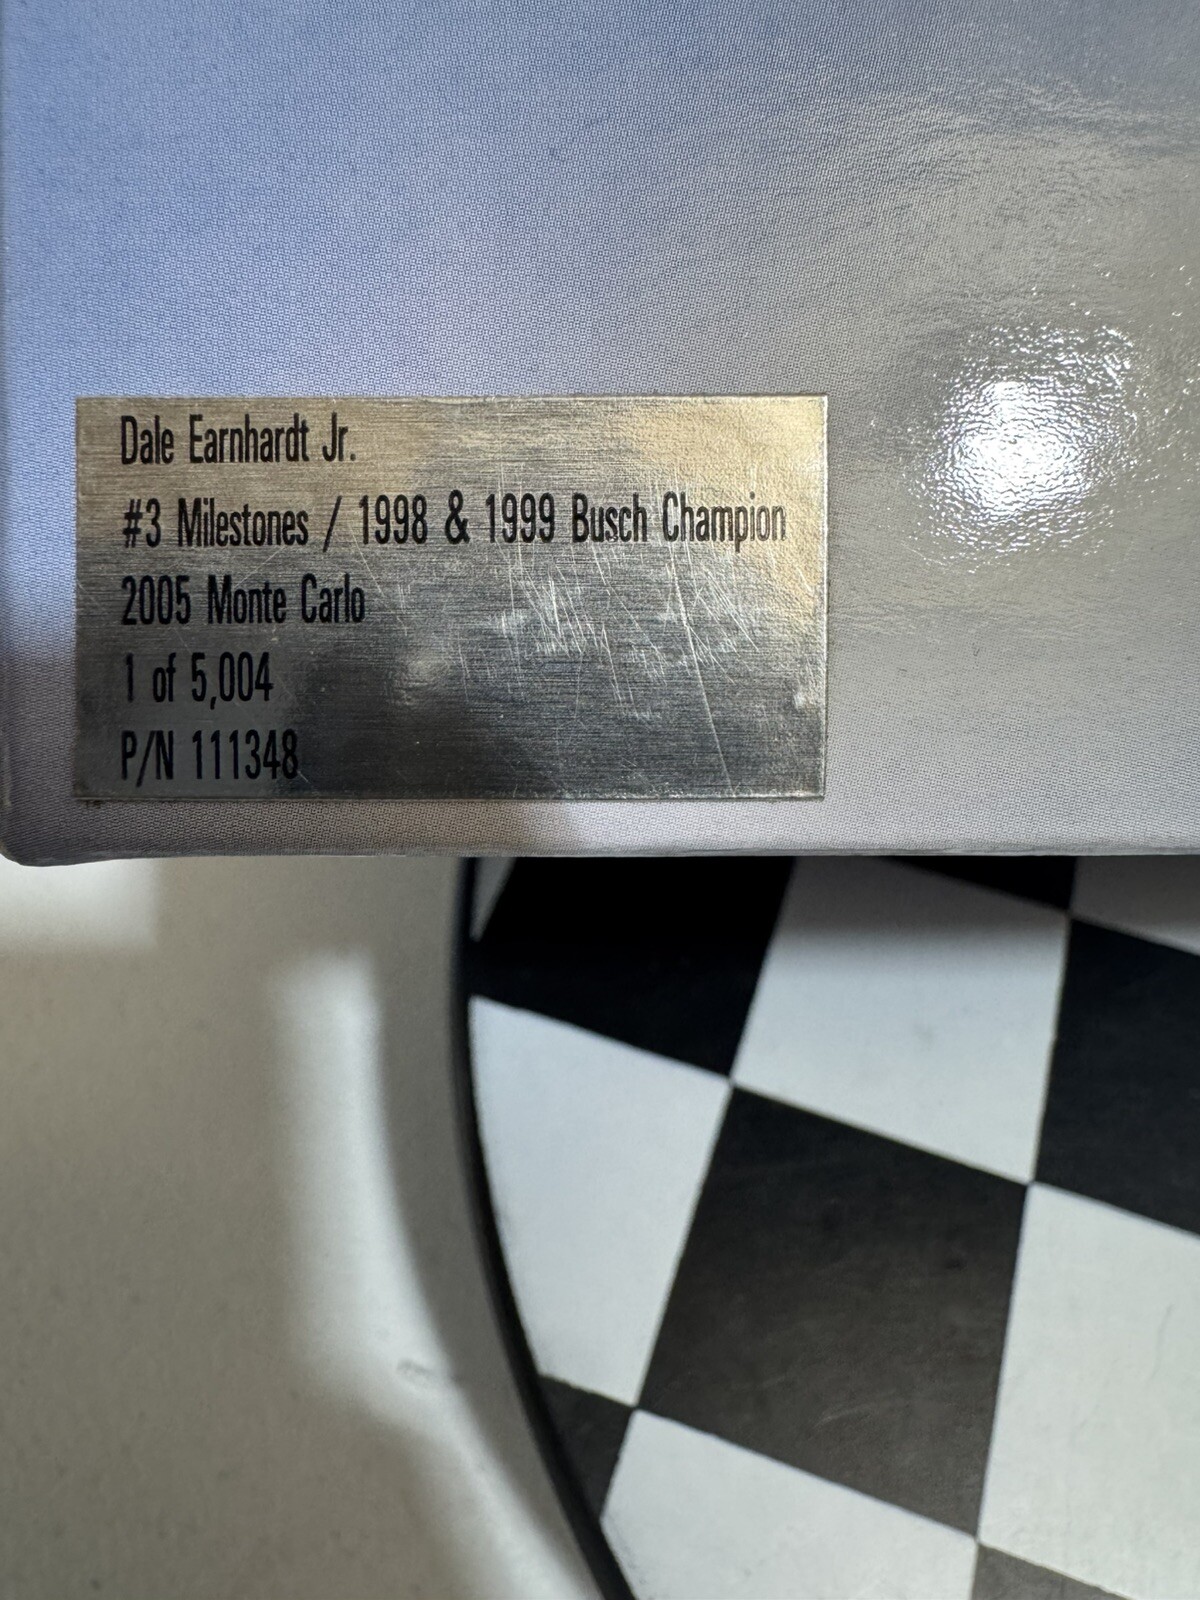 Dale Earnhardt Jr.
#3 Milestones / 1998 & 1999 Busch Champion
2005 Monte Carlo
1 of 5,004
P/N 111348